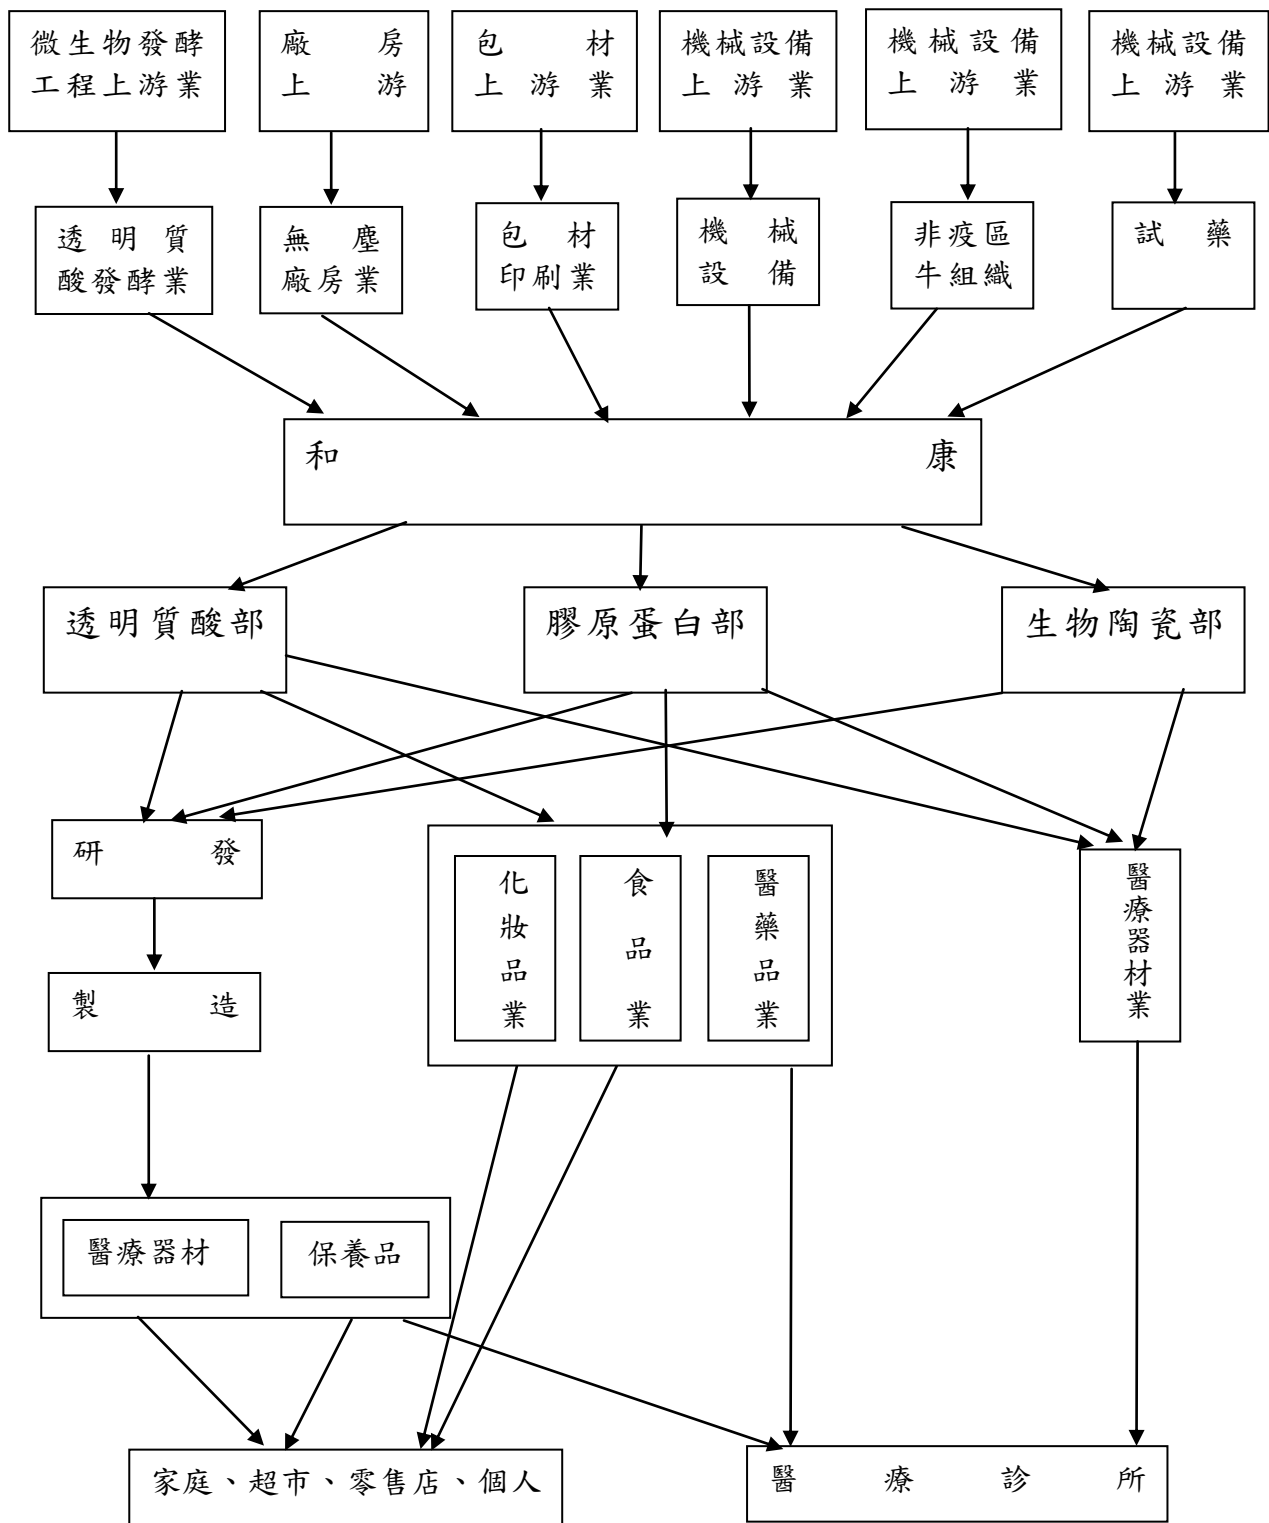 微生物發酵
工程上游業
廠房
上游
包材
上游業
機械設備
上游業
機械設備
上游業
機械設備
上游業
透明質
酸發酵業
無塵
廠房業
包材
印刷業
機械
設備
非疫區
牛組織
試藥
和康
透明質酸部
膠原蛋白部
生物陶瓷部
研發
化妝品業
食品業
醫藥品業
醫療器材業
製造
醫療器材
保養品
家庭、超市、零售店、個人
醫療診所